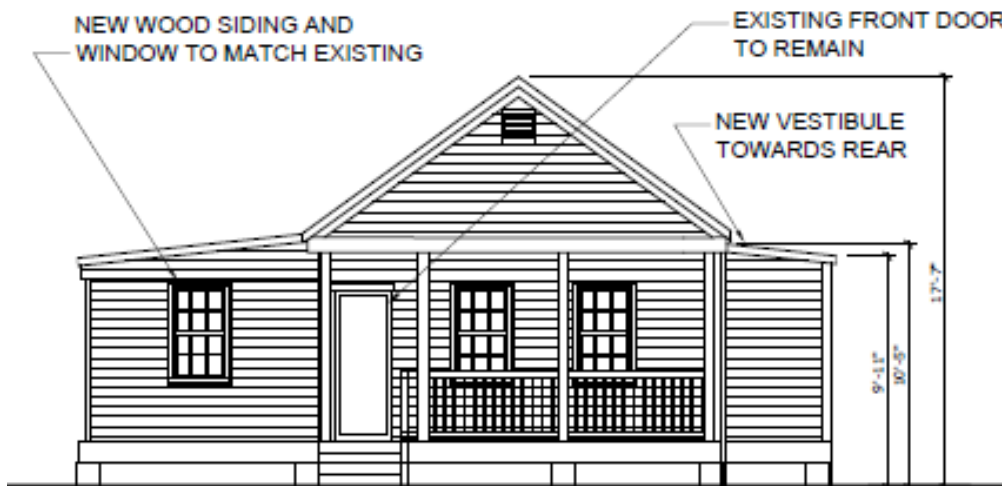 NEW WOOD SIDING AND
WINDOW TO MATCH EXISTING
EXISTING FRONT DOOR
TO REMAIN
NEW VESTIBULE
TOWARDS REAR
17'-7"
9'-11"
10'-5"